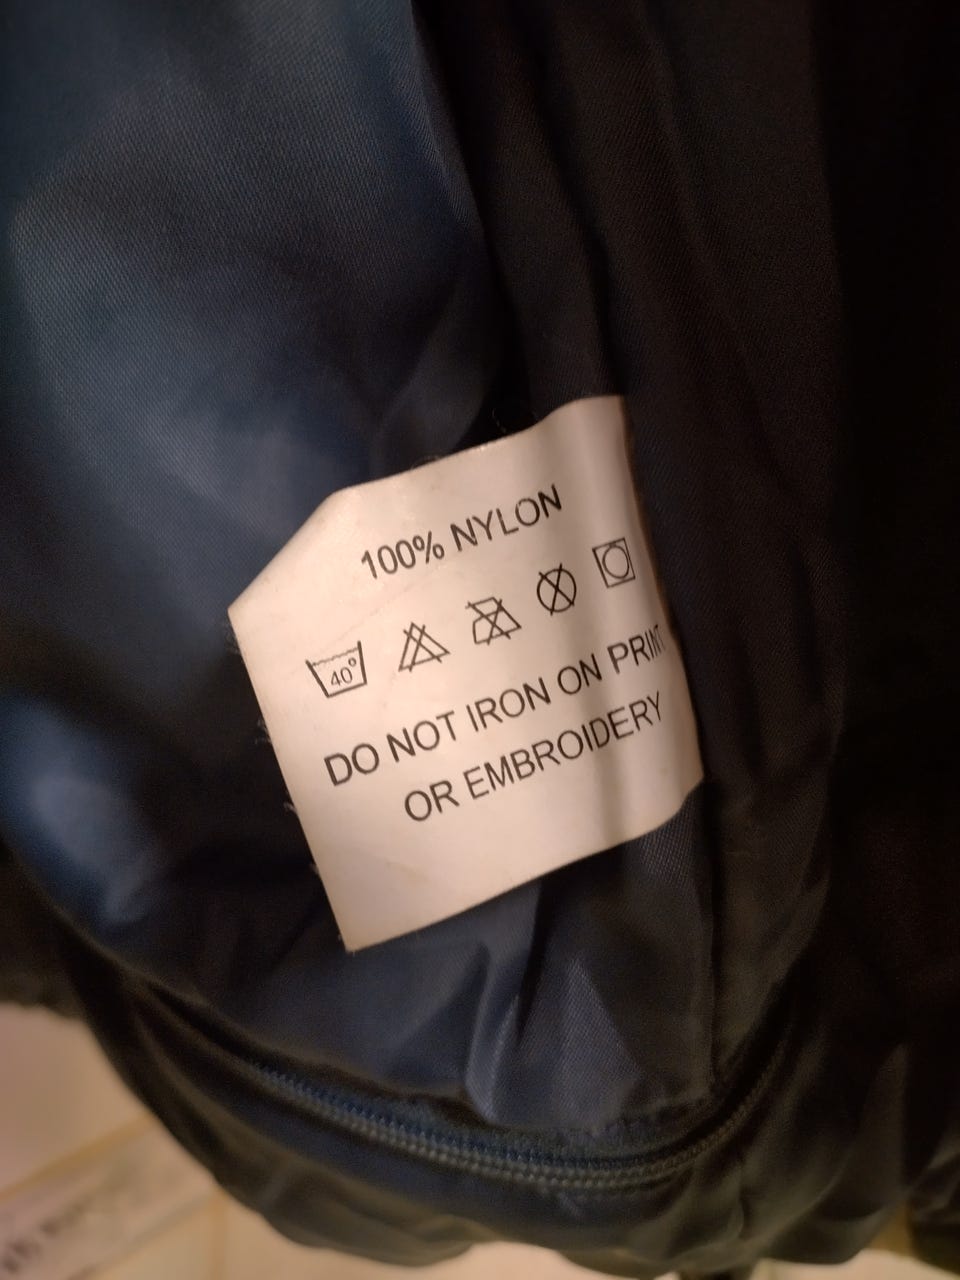 100% NYLON
40°
DO NOT IRON ON PRINT
OR EMBROIDERY